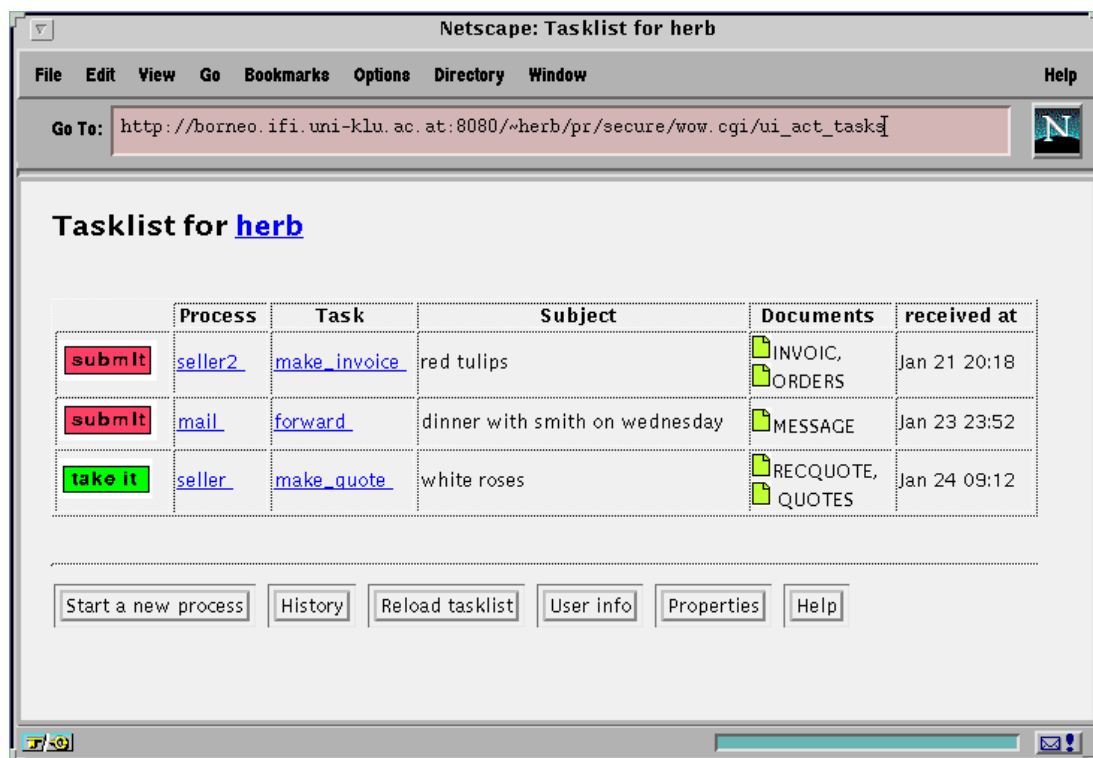 Netscape: Tasklist for herb
File Edit View Go Bookmarks Options Directory Window Help
Go To: http://borneo.ifi.uni-klu.ac.at:8080/~herb/pr/secure/wow.cgi/ui_act_tasks
N
Tasklist for herb
Process Task Subject Documents received at
submit seller2 make_invoice red tulips INVOIC, ORDERS Jan 21 20:18
submit mail forward dinner with smith on wednesday MESSAGE Jan 23 23:52
take it seller make_quote white roses RECQUOTE, QUOTES Jan 24 09:12
Start a new process History Reload tasklist User info Properties Help